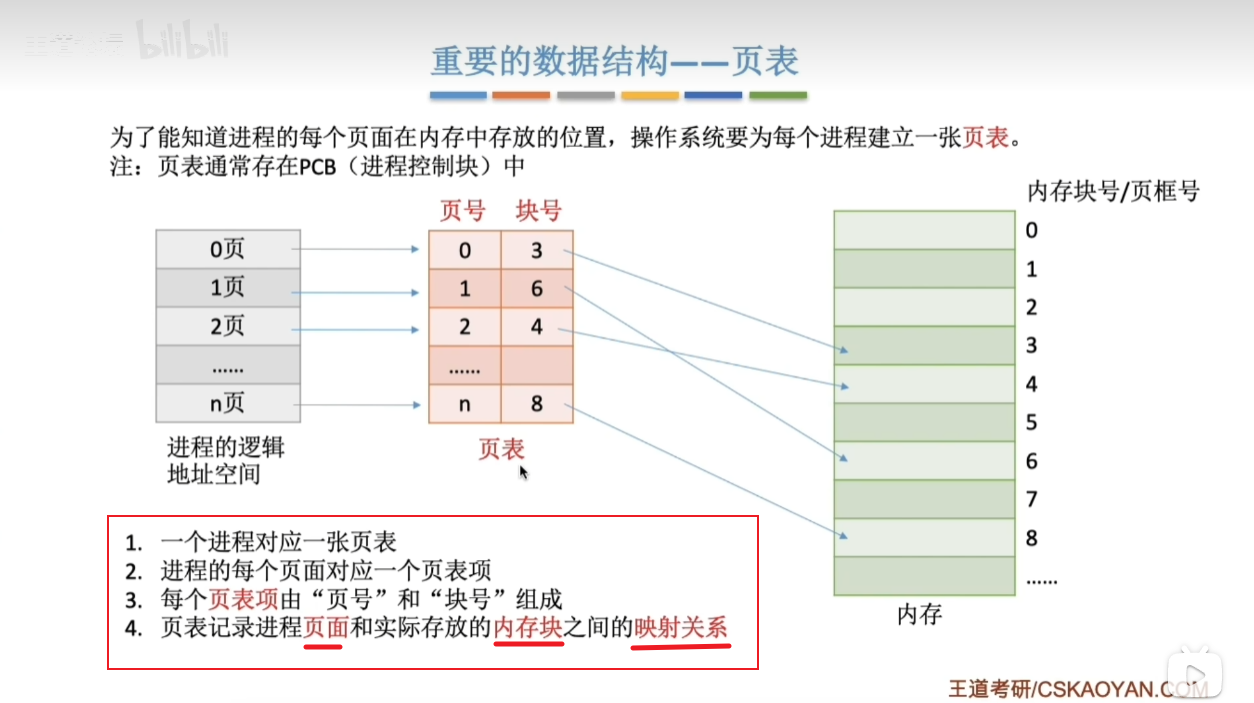 bilibili
重要的数据结构——页表
为了能知道进程的每个页面在内存中存放的位置，操作系统要为每个进程建立一张页表。
注：页表通常存在PCB（进程控制块）中
内存块号/页框号
页号 块号
0页 0 3 0
1页 1 6 1
2页 2 4 2
…… …… 3
n页 n 8 4
5
6
7
8
……
进程的逻辑
地址空间
页表
内存
1. 一个进程对应一张页表
2. 进程的每个页面对应一个页表项
3. 每个页表项由“页号”和“块号”组成
4. 页表记录进程页面和实际存放的内存块之间的映射关系
王道考研/CSKAOYAN.COM